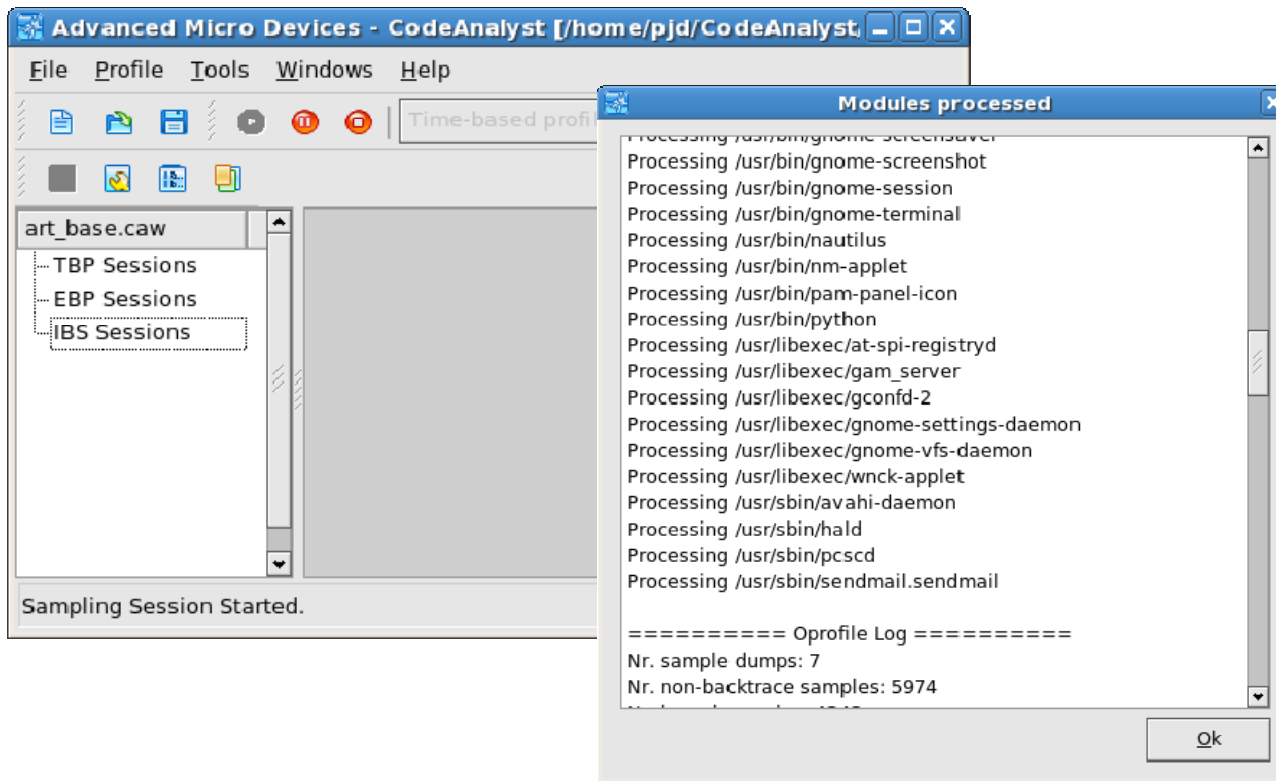 Advanced Micro Devices - CodeAnalyst [/home/pjd/CodeAnalyst,
File Profile Tools Windows Help
Time-based profi
art_base.caw
TBP Sessions
EBP Sessions
IBS Sessions
Sampling Session Started.
Modules processed
Processing /usr/bin/gnome-screensaver
Processing /usr/bin/gnome-screenshot
Processing /usr/bin/gnome-session
Processing /usr/bin/gnome-terminal
Processing /usr/bin/nautilus
Processing /usr/bin/nm-applet
Processing /usr/bin/pam-panel-icon
Processing /usr/bin/python
Processing /usr/libexec/at-spi-registryd
Processing /usr/libexec/gam_server
Processing /usr/libexec/gconfd-2
Processing /usr/libexec/gnome-settings-daemon
Processing /usr/libexec/gnome-vfs-daemon
Processing /usr/libexec/wnck-applet
Processing /usr/sbin/avahi-daemon
Processing /usr/sbin/hald
Processing /usr/sbin/pcscd
Processing /usr/sbin/sendmail.sendmail
========== Oprofile Log ==========
Nr. sample dumps: 7
Nr. non-backtrace samples: 5974
Ok